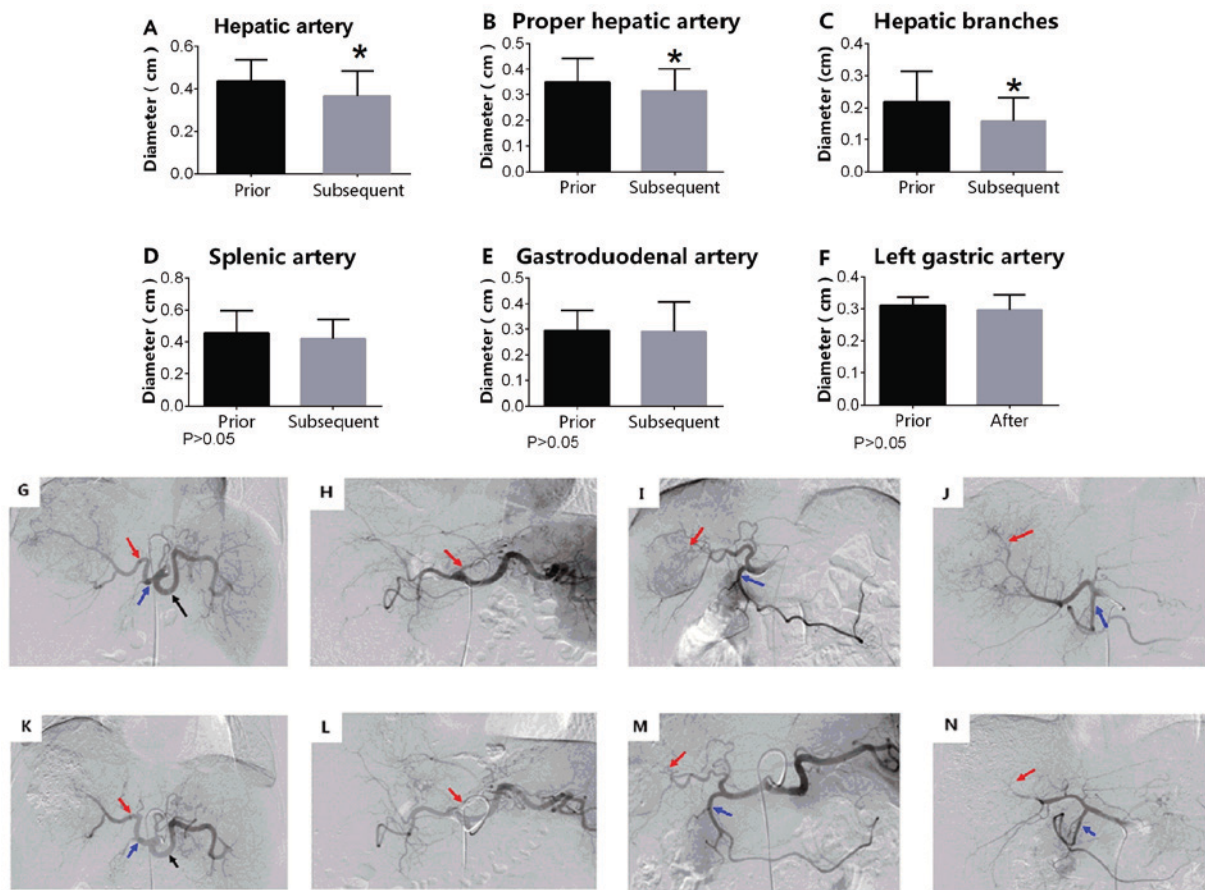 A Hepatic artery
Diameter ( cm )
0.6
0.4
0.2
0.0
*
Prior Subsequent
B Proper hepatic artery
Diameter ( cm )
0.5
0.4
0.3
0.2
0.1
0.0
*
Prior Subsequent
C Hepatic branches
Diameter (cm)
0.4
0.3
0.2
0.1
0.0
*
Prior Subsequent
D Splenic artery
Diameter ( cm )
0.8
0.6
0.4
0.2
0.0
Prior Subsequent
P>0.05
E Gastroduodenal artery
Diameter ( cm )
0.5
0.4
0.3
0.2
0.1
0.0
Prior Subsequent
P>0.05
F Left gastric artery
Diameter ( cm )
0.4
0.3
0.2
0.1
0.0
Prior After
P>0.05
G
H
I
J
K
L
M
N